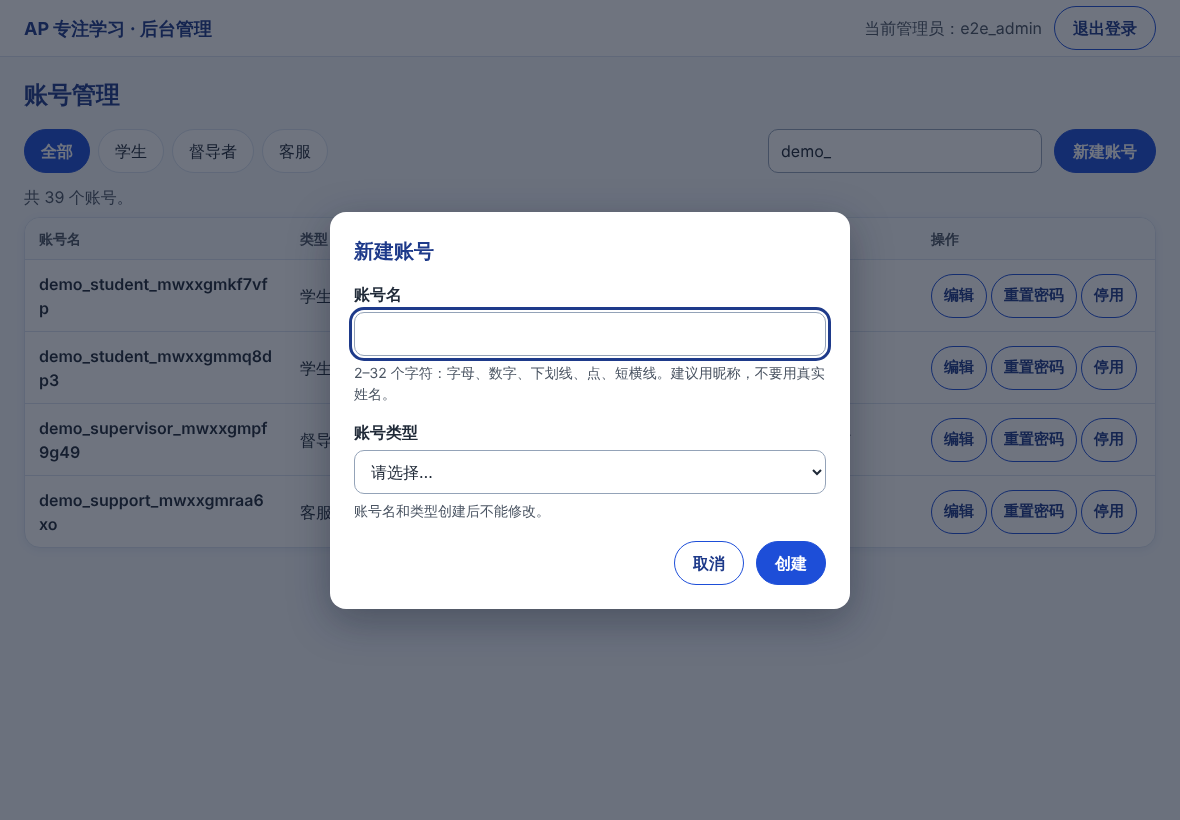 AP 专注学习 · 后台管理
当前管理员：e2e_admin
退出登录
账号管理
全部
学生
督导者
客服
demo_
新建账号
共 39 个账号。
账号名
类型
操作
demo_student_mwxxgmkf7vf
p
学生
编辑
重置密码
停用
demo_student_mwxxgmmq8d
p3
学生
编辑
重置密码
停用
demo_supervisor_mwxxgmpf
9g49
督导
编辑
重置密码
停用
demo_support_mwxxgmraa6
xo
客服
编辑
重置密码
停用
新建账号
账号名
2–32 个字符：字母、数字、下划线、点、短横线。建议用昵称，不要用真实
姓名。
账号类型
请选择...
账号名和类型创建后不能修改。
取消
创建